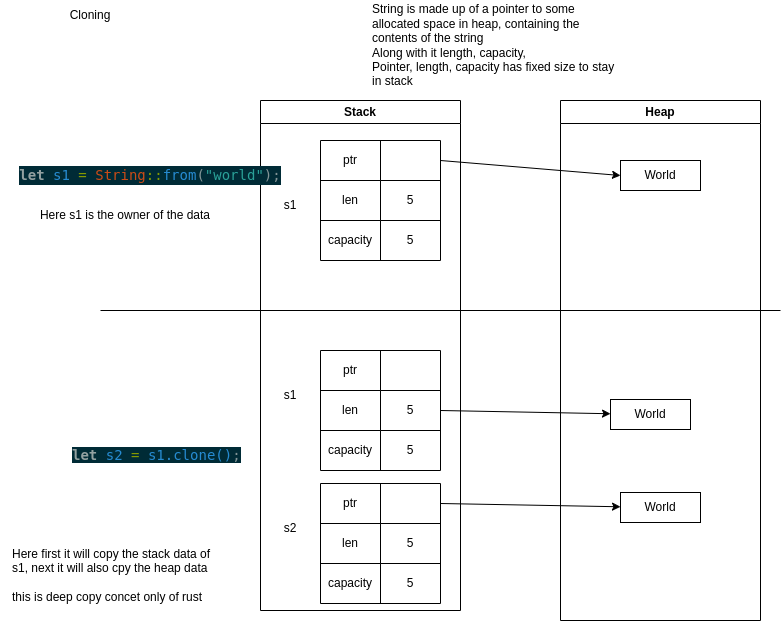 Cloning
String is made up of a pointer to some
allocated space in heap, containing the
contents of the string
Along with it length, capacity,
Pointer, length, capacity has fixed size to stay
in stack
Stack
Heap
let s1 = String::from("world");
Here s1 is the owner of the data
s1
ptr
len 5
capacity 5
World
let s2 = s1.clone();
s1
ptr
len 5
capacity 5
World
s2
ptr
len 5
capacity 5
World
Here first it will copy the stack data of
s1, next it will also cpy the heap data
this is deep copy concet only of rust